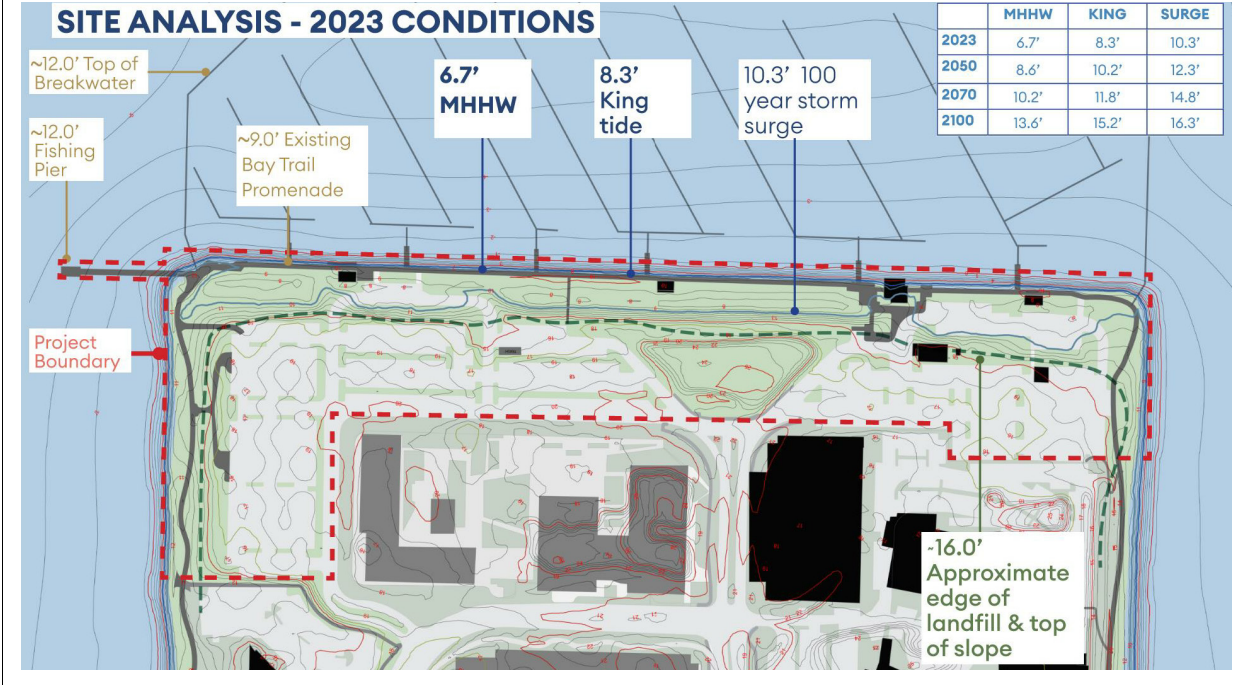 SITE ANALYSIS - 2023 CONDITIONS
~12.0’ Top of
Breakwater
~12.0’
Fishing
Pier
~9.0’ Existing
Bay Trail
Promenade
6.7’
MHHW
8.3’
King
tide
10.3’ 100
year storm
surge
MHHW KING SURGE
2023 6.7’ 8.3’ 10.3’
2050 8.6’ 10.2’ 12.3’
2070 10.2’ 11.8’ 14.8’
2100 13.6’ 15.2’ 16.3’
Project
Boundary
~16.0’
Approximate
edge of
landfill & top
of slope